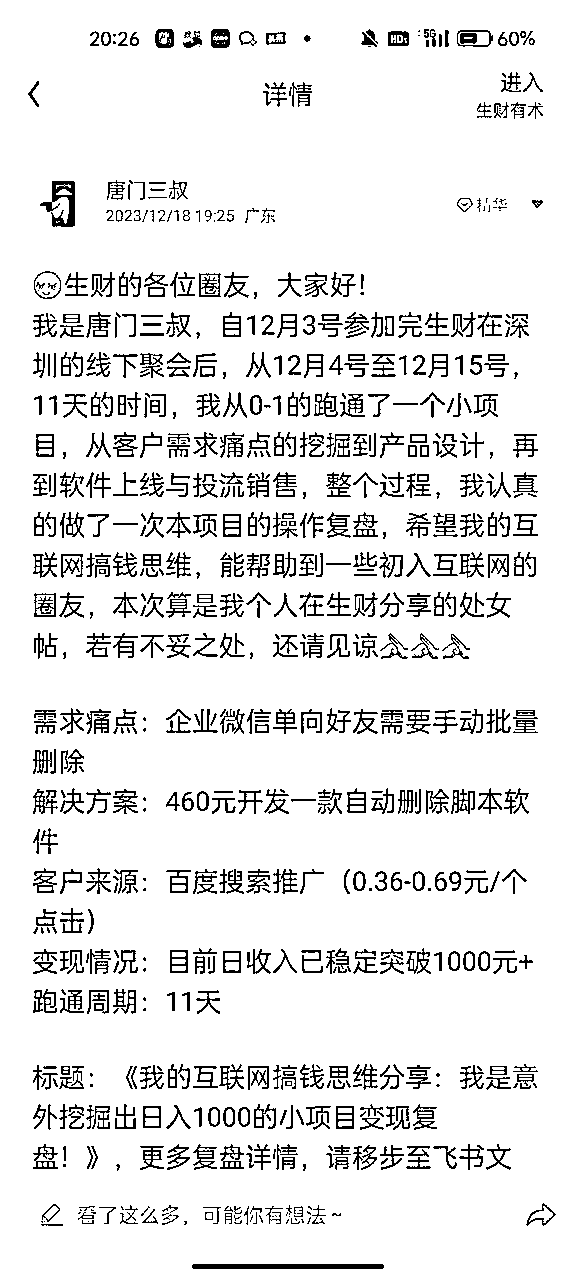 20:26
HD1 5G 60%
详情
进入
生财有术
唐门三叔
2023/12/18 19:25 广东
精华
生财的各位圈友，大家好！
我是唐门三叔，自12月3号参加完生财在深
圳的线下聚会后，从12月4号至12月15号，
11天的时间，我从0-1的跑通了一个小项
目，从客户需求痛点的挖掘到产品设计，再
到软件上线与投流销售，整个过程，我认真
的做了一次本项目的操作复盘，希望我的互
联网搞钱思维，能帮助到一些初入互联网的
圈友，本次算是我个人在生财分享的处女
帖，若有不妥之处，还请见谅
需求痛点：企业微信单向好友需要手动批量
删除
解决方案：460元开发一款自动删除脚本软
件
客户来源：百度搜索推广（0.36-0.69元/个
点击）
变现情况：目前日收入已稳定突破1000元+
跑通周期：11天
标题：《我的互联网搞钱思维分享：我是意
外挖掘出日入1000的小项目变现复
盘！》，更多复盘详情，请移步至飞书文
看了这么多，可能你有想法~